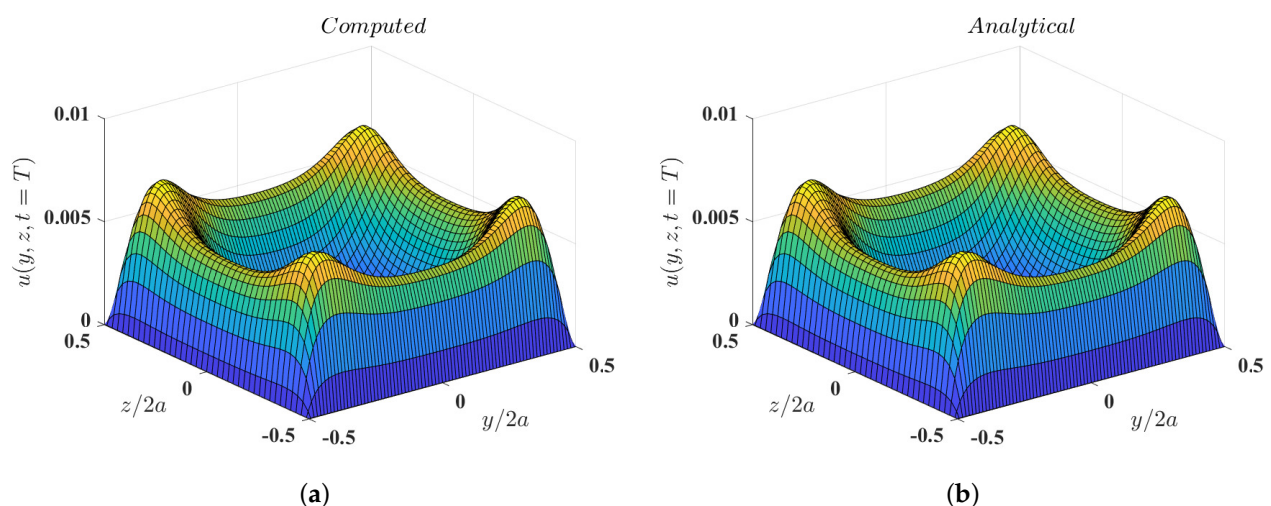 Computed
0.01
0.005
0
0.5
0
-0.5
-0.5
0
0.5
u(y, z, t = T)
z/2a
y/2a
(a)
Analytical
0.01
0.005
0
0.5
0
-0.5
-0.5
0
0.5
u(y, z, t = T)
z/2a
y/2a
(b)